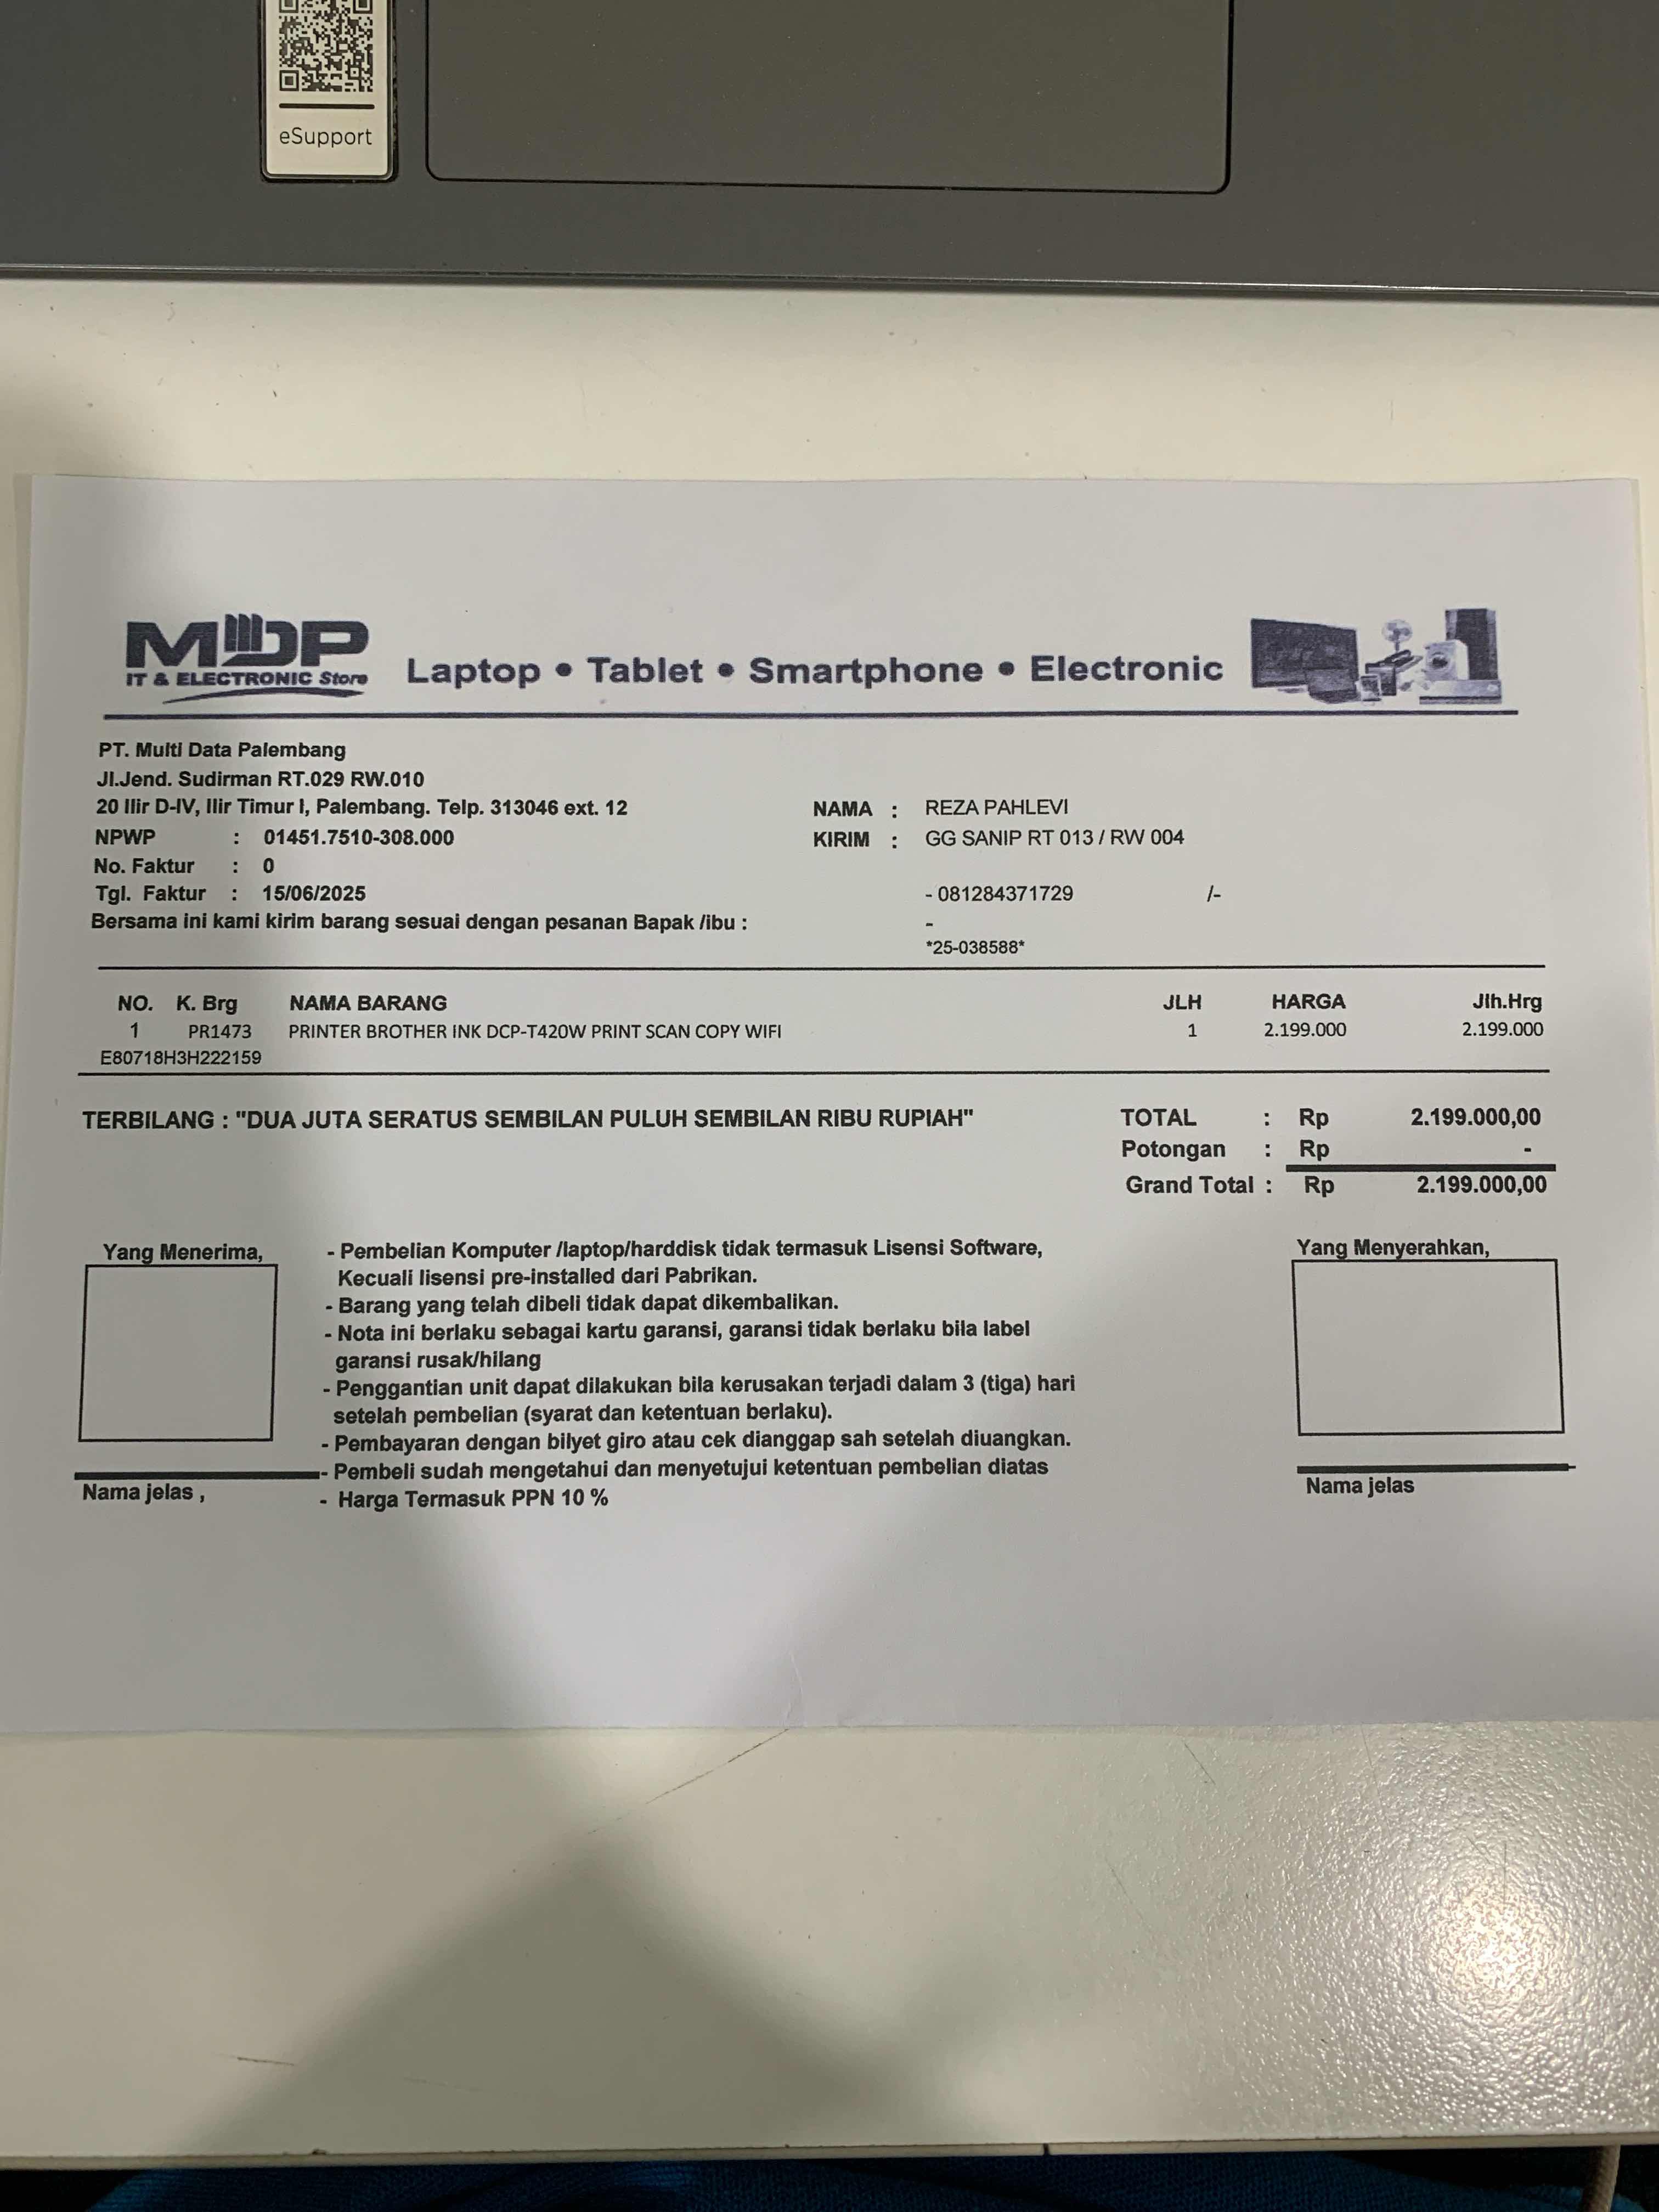 eSupport
MDP
IT & ELECTRONIC Store
Laptop • Tablet • Smartphone • Electronic
PT. Multi Data Palembang
Jl.Jend. Sudirman RT.029 RW.010
20 Ilir D-IV, Ilir Timur I, Palembang. Telp. 313046 ext. 12
NPWP : 01451.7510-308.000
No. Faktur : 0
Tgl. Faktur : 15/06/2025
Bersama ini kami kirim barang sesuai dengan pesanan Bapak /ibu :
NAMA : REZA PAHLEVI
KIRIM : GG SANIP RT 013 / RW 004
- 081284371729 /-
-
*25-038588*
NO. K. Brg NAMA BARANG JLH HARGA Jlh.Hrg
1 PR1473 PRINTER BROTHER INK DCP-T420W PRINT SCAN COPY WIFI 1 2.199.000 2.199.000
E80718H3H222159
TERBILANG : "DUA JUTA SERATUS SEMBILAN PULUH SEMBILAN RIBU RUPIAH"
TOTAL : Rp 2.199.000,00
Potongan : Rp -
Grand Total : Rp 2.199.000,00
Yang Menerima,
Nama jelas ,
- Pembelian Komputer /laptop/harddisk tidak termasuk Lisensi Software,
Kecuali lisensi pre-installed dari Pabrikan.
- Barang yang telah dibeli tidak dapat dikembalikan.
- Nota ini berlaku sebagai kartu garansi, garansi tidak berlaku bila label
garansi rusak/hilang
- Penggantian unit dapat dilakukan bila kerusakan terjadi dalam 3 (tiga) hari
setelah pembelian (syarat dan ketentuan berlaku).
- Pembayaran dengan bilyet giro atau cek dianggap sah setelah diuangkan.
- Pembeli sudah mengetahui dan menyetujui ketentuan pembelian diatas
- Harga Termasuk PPN 10 %
Yang Menyerahkan,
Nama jelas